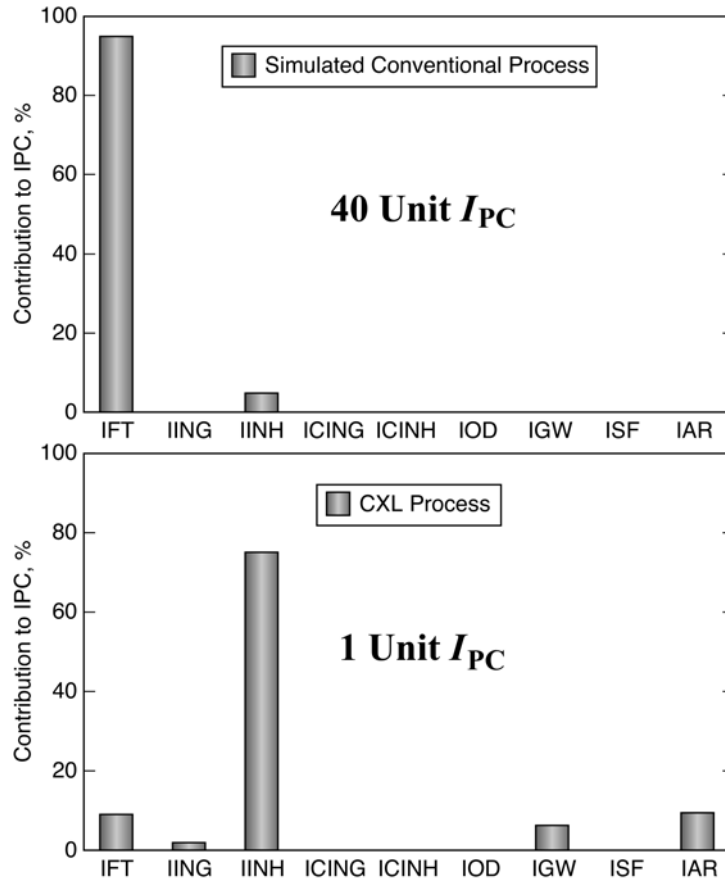 100
80
60
40
20
0
Contribution to IPC, %
Simulated Conventional Process
40 Unit IPC
IFT IING IINH ICING ICINH IOD IGW ISF IAR
100
80
60
40
20
0
Contribution to IPC, %
CXL Process
1 Unit IPC
IFT IING IINH ICING ICINH IOD IGW ISF IAR